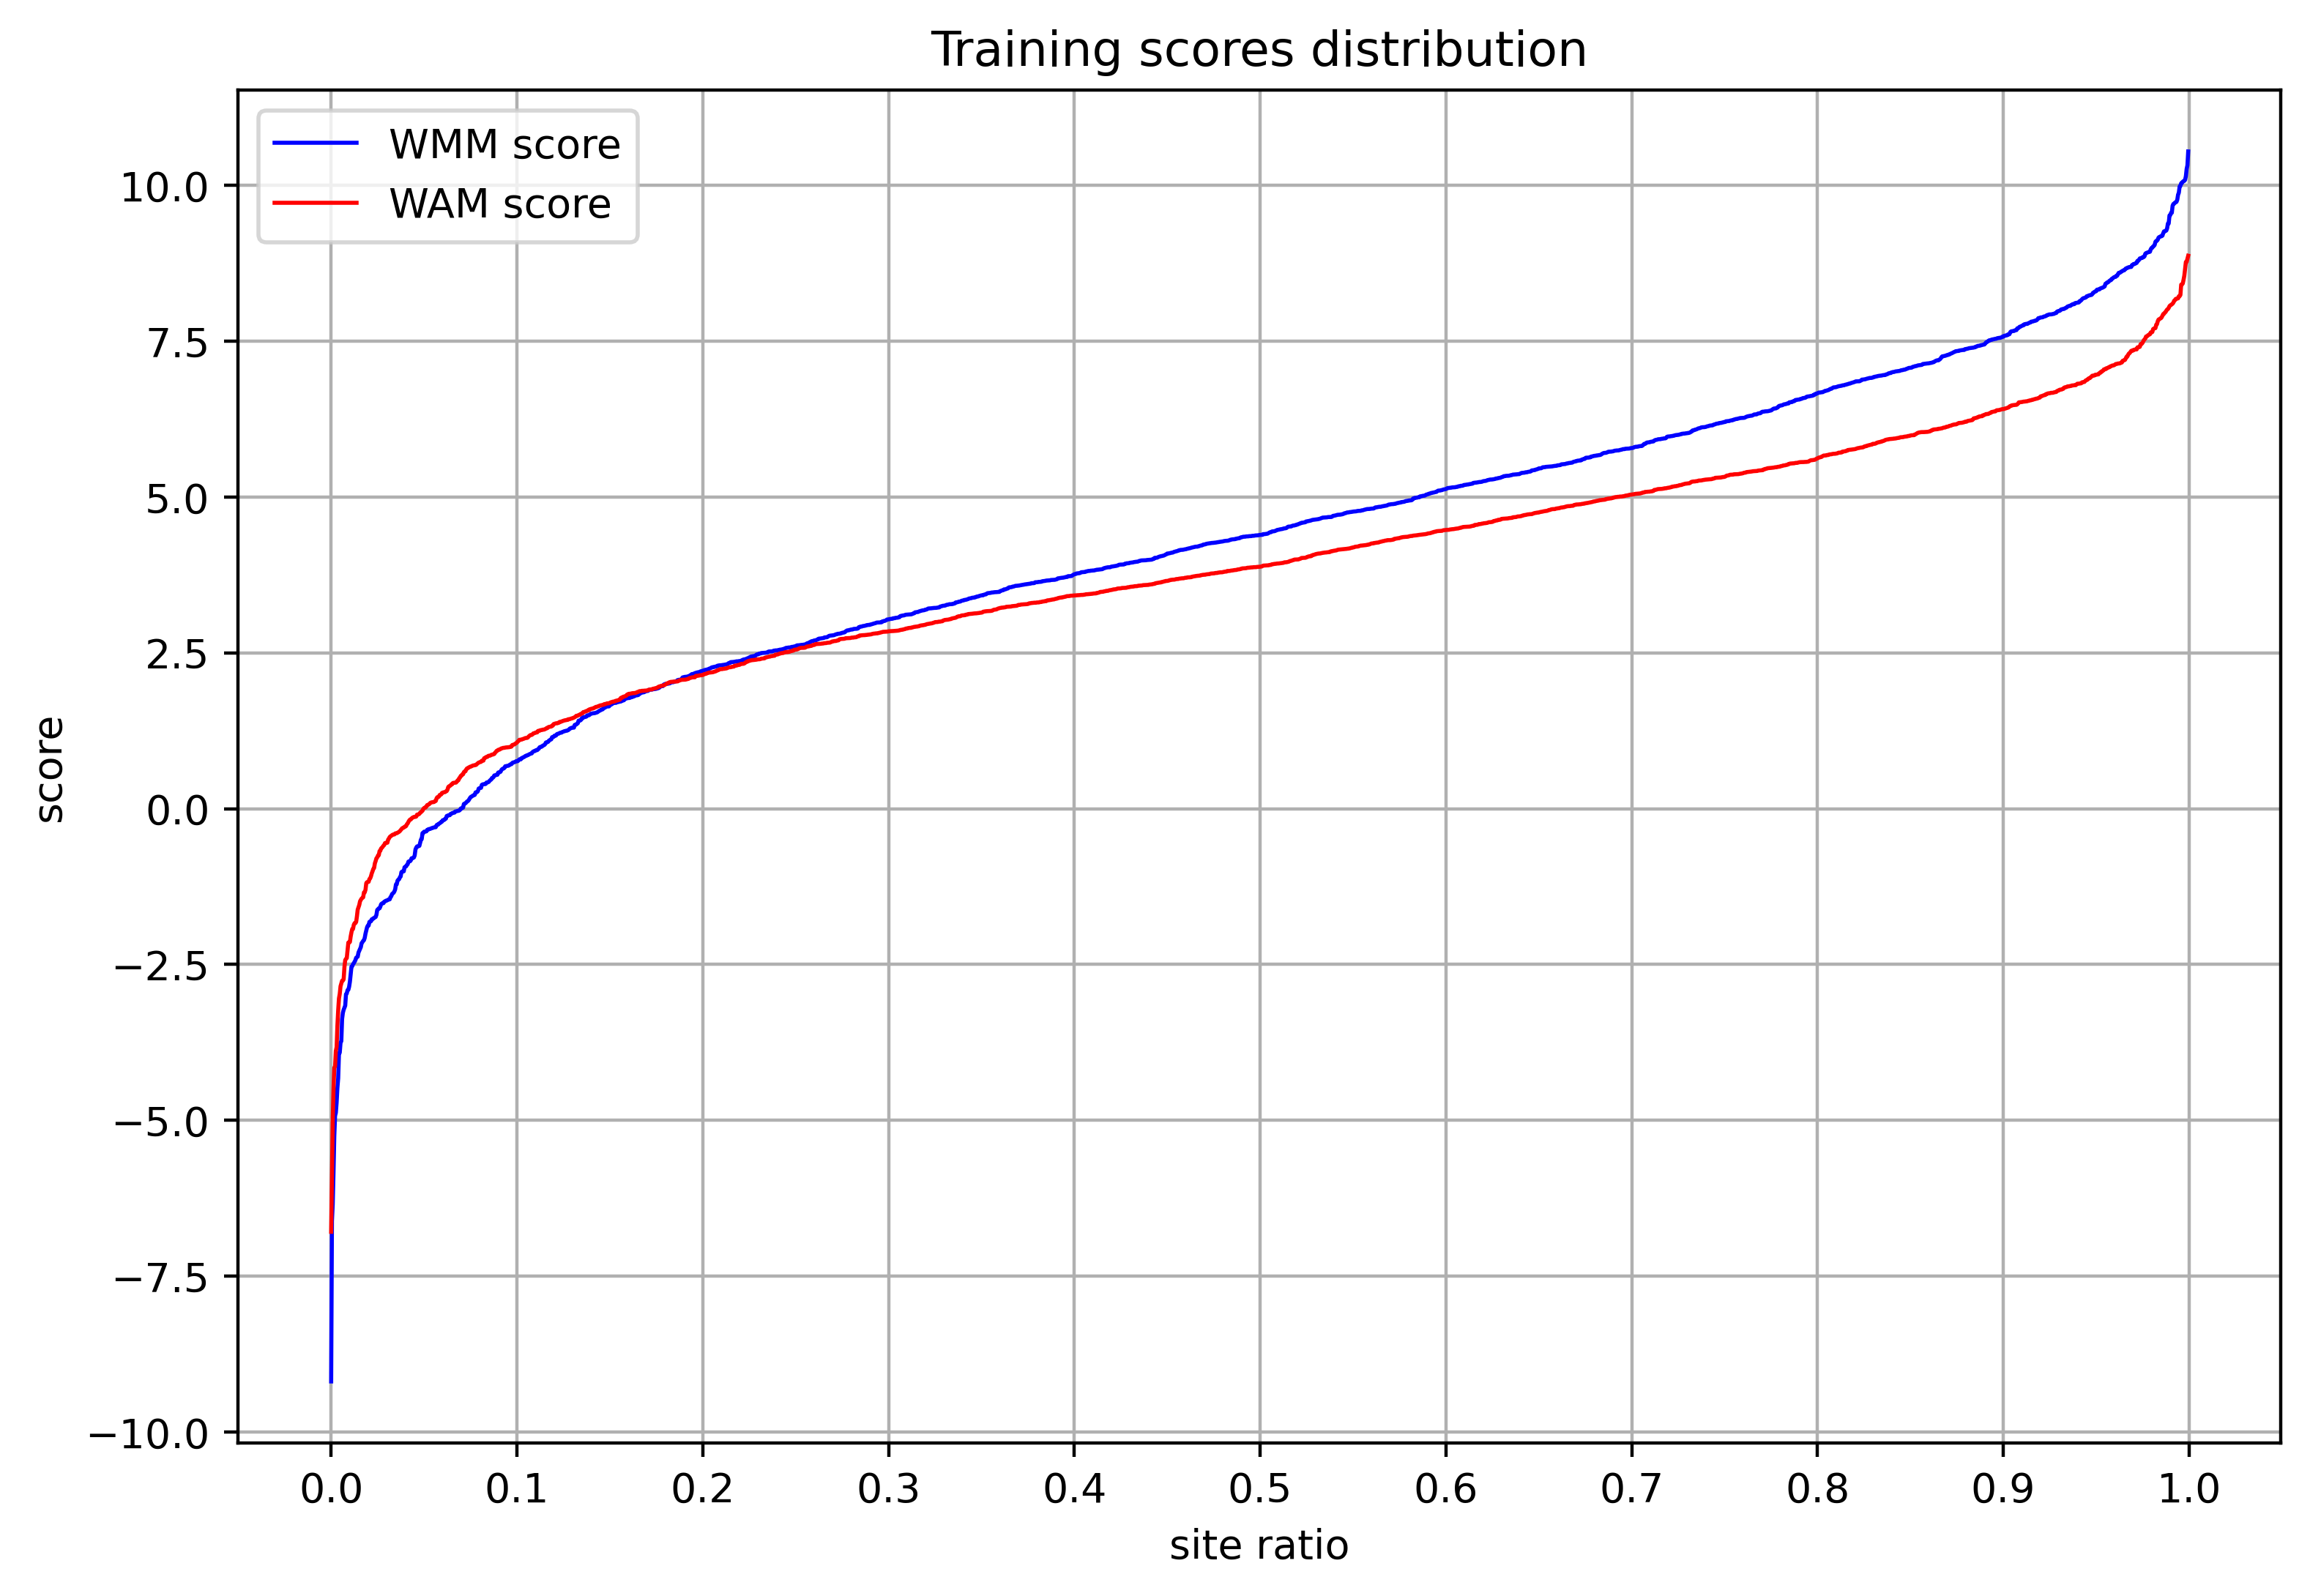 Training scores distribution
WMM score
WAM score
10.0
7.5
5.0
2.5
0.0
−2.5
−5.0
−7.5
−10.0
score
0.0 0.1 0.2 0.3 0.4 0.5 0.6 0.7 0.8 0.9 1.0
site ratio